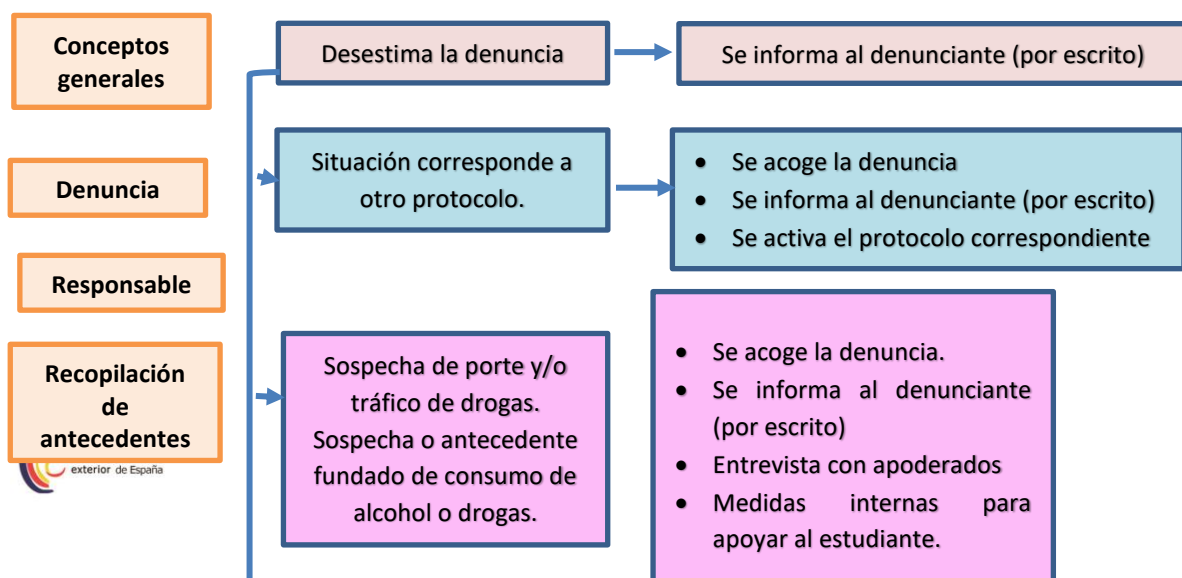 Conceptos
generales
Denuncia
Responsable
Recopilación
de
antecedentes
exterior de España
Desestima la denuncia
Se informa al denunciante (por escrito)
Situación corresponde a
otro protocolo.
• Se acoge la denuncia
• Se informa al denunciante (por escrito)
• Se activa el protocolo correspondiente
Sospecha de porte y/o
tráfico de drogas.
Sospecha o antecedente
fundado de consumo de
alcohol o drogas.
• Se acoge la denuncia.
• Se informa al denunciante
(por escrito)
• Entrevista con apoderados
• Medidas internas para
apoyar al estudiante.